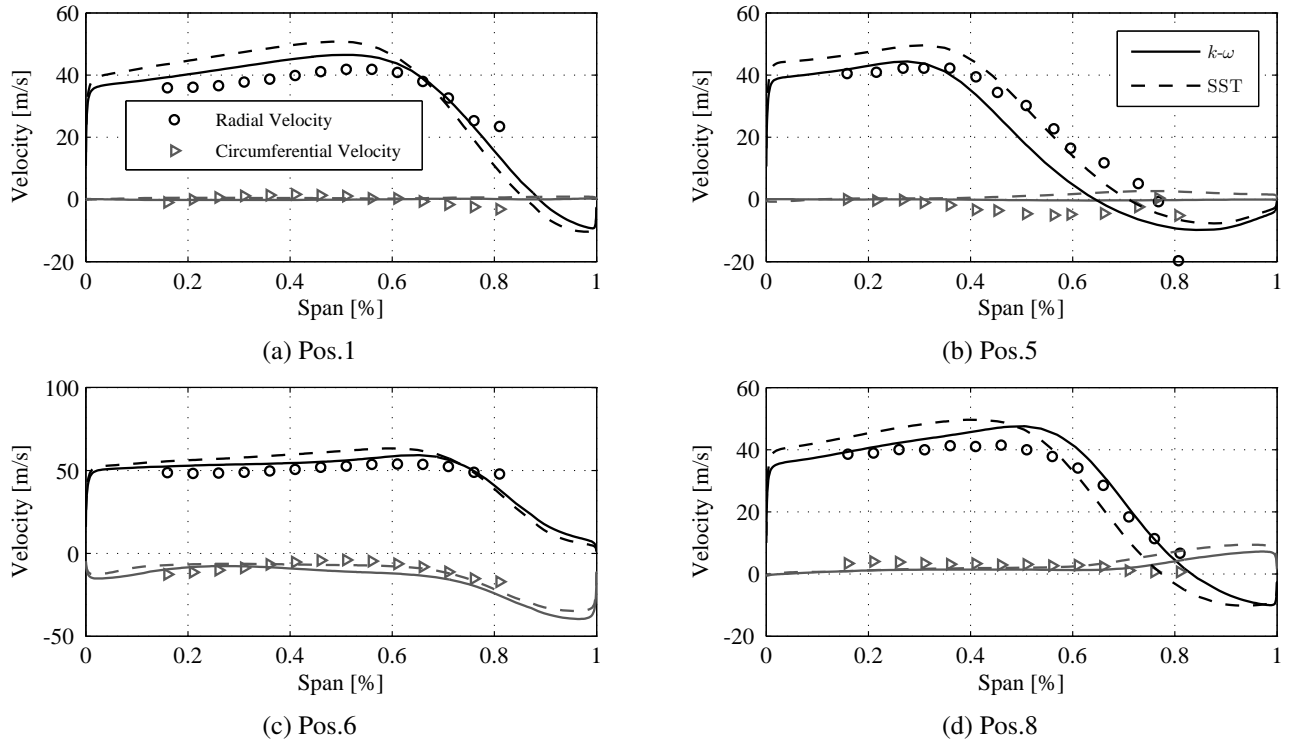 60
40
20
0
-20
0
0.2
0.4
0.6
0.8
1
Velocity [m/s]
Span [%]
Radial Velocity
Circumferential Velocity
(a) Pos.1
60
40
20
0
-20
0
0.2
0.4
0.6
0.8
1
Velocity [m/s]
Span [%]
k-ω
SST
(b) Pos.5
100
50
0
-50
0
0.2
0.4
0.6
0.8
1
Velocity [m/s]
Span [%]
(c) Pos.6
60
40
20
0
-20
0
0.2
0.4
0.6
0.8
1
Velocity [m/s]
Span [%]
(d) Pos.8